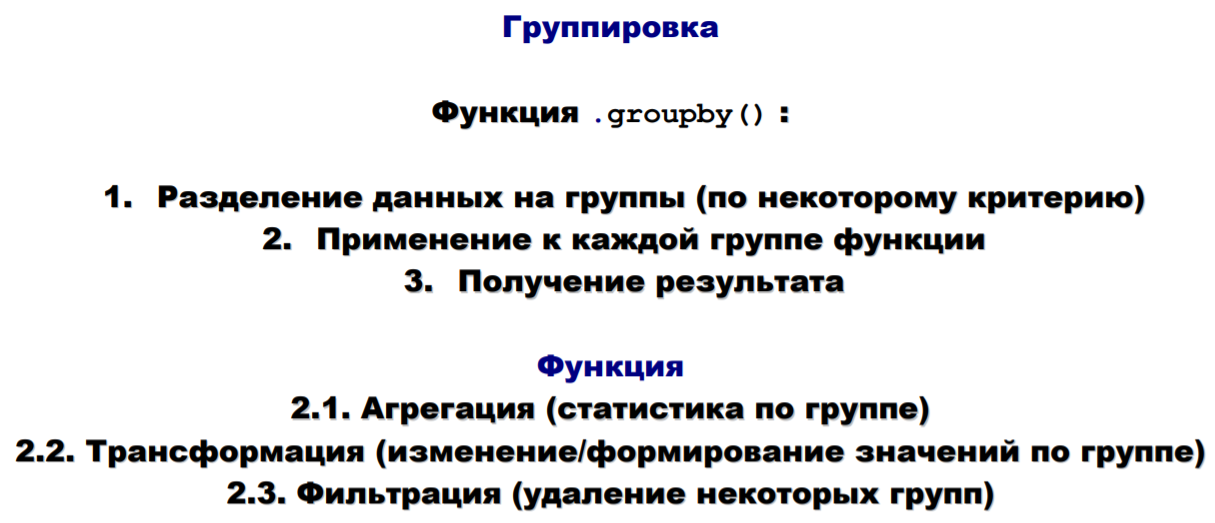 Группировка
Функция .groupby() :
1. Разделение данных на группы (по некоторому критерию)
2. Применение к каждой группе функции
3. Получение результата
Функция
2.1. Агрегация (статистика по группе)
2.2. Трансформация (изменение/формирование значений по группе)
2.3. Фильтрация (удаление некоторых групп)